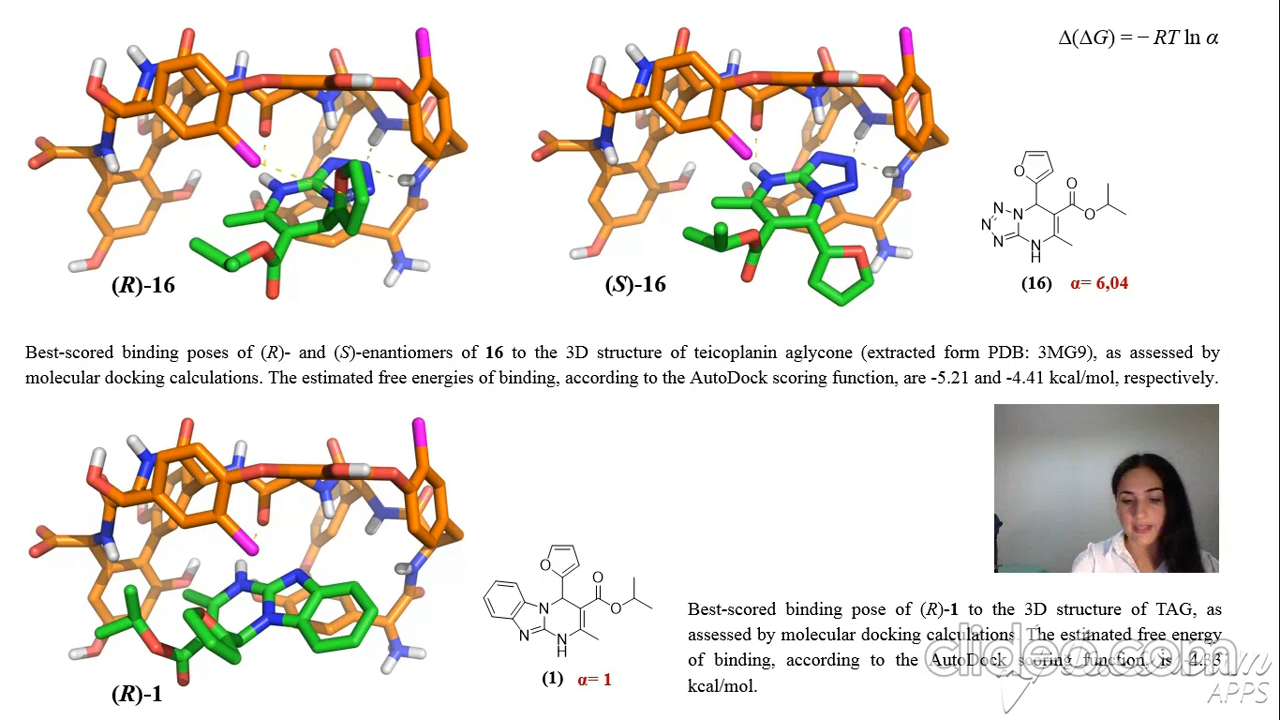 Δ(ΔG) = − RT ln α
(R)-16
(S)-16
O
O
O
N
N
N
N
N
H
(16) α= 6,04
Best-scored binding poses of (R)- and (S)-enantiomers of 16 to the 3D structure of teicoplanin aglycone (extracted form PDB: 3MG9), as assessed by
molecular docking calculations. The estimated free energies of binding, according to the AutoDock scoring function, are -5.21 and -4.41 kcal/mol, respectively.
(R)-1
O
O
O
N
N
N
H
(1) α= 1
Best-scored binding pose of (R)-1 to the 3D structure of TAG, as
assessed by molecular docking calculations. The estimated free energy
of binding, according to the AutoDock scoring function, is
kcal/mol.
clideo.com
APPS